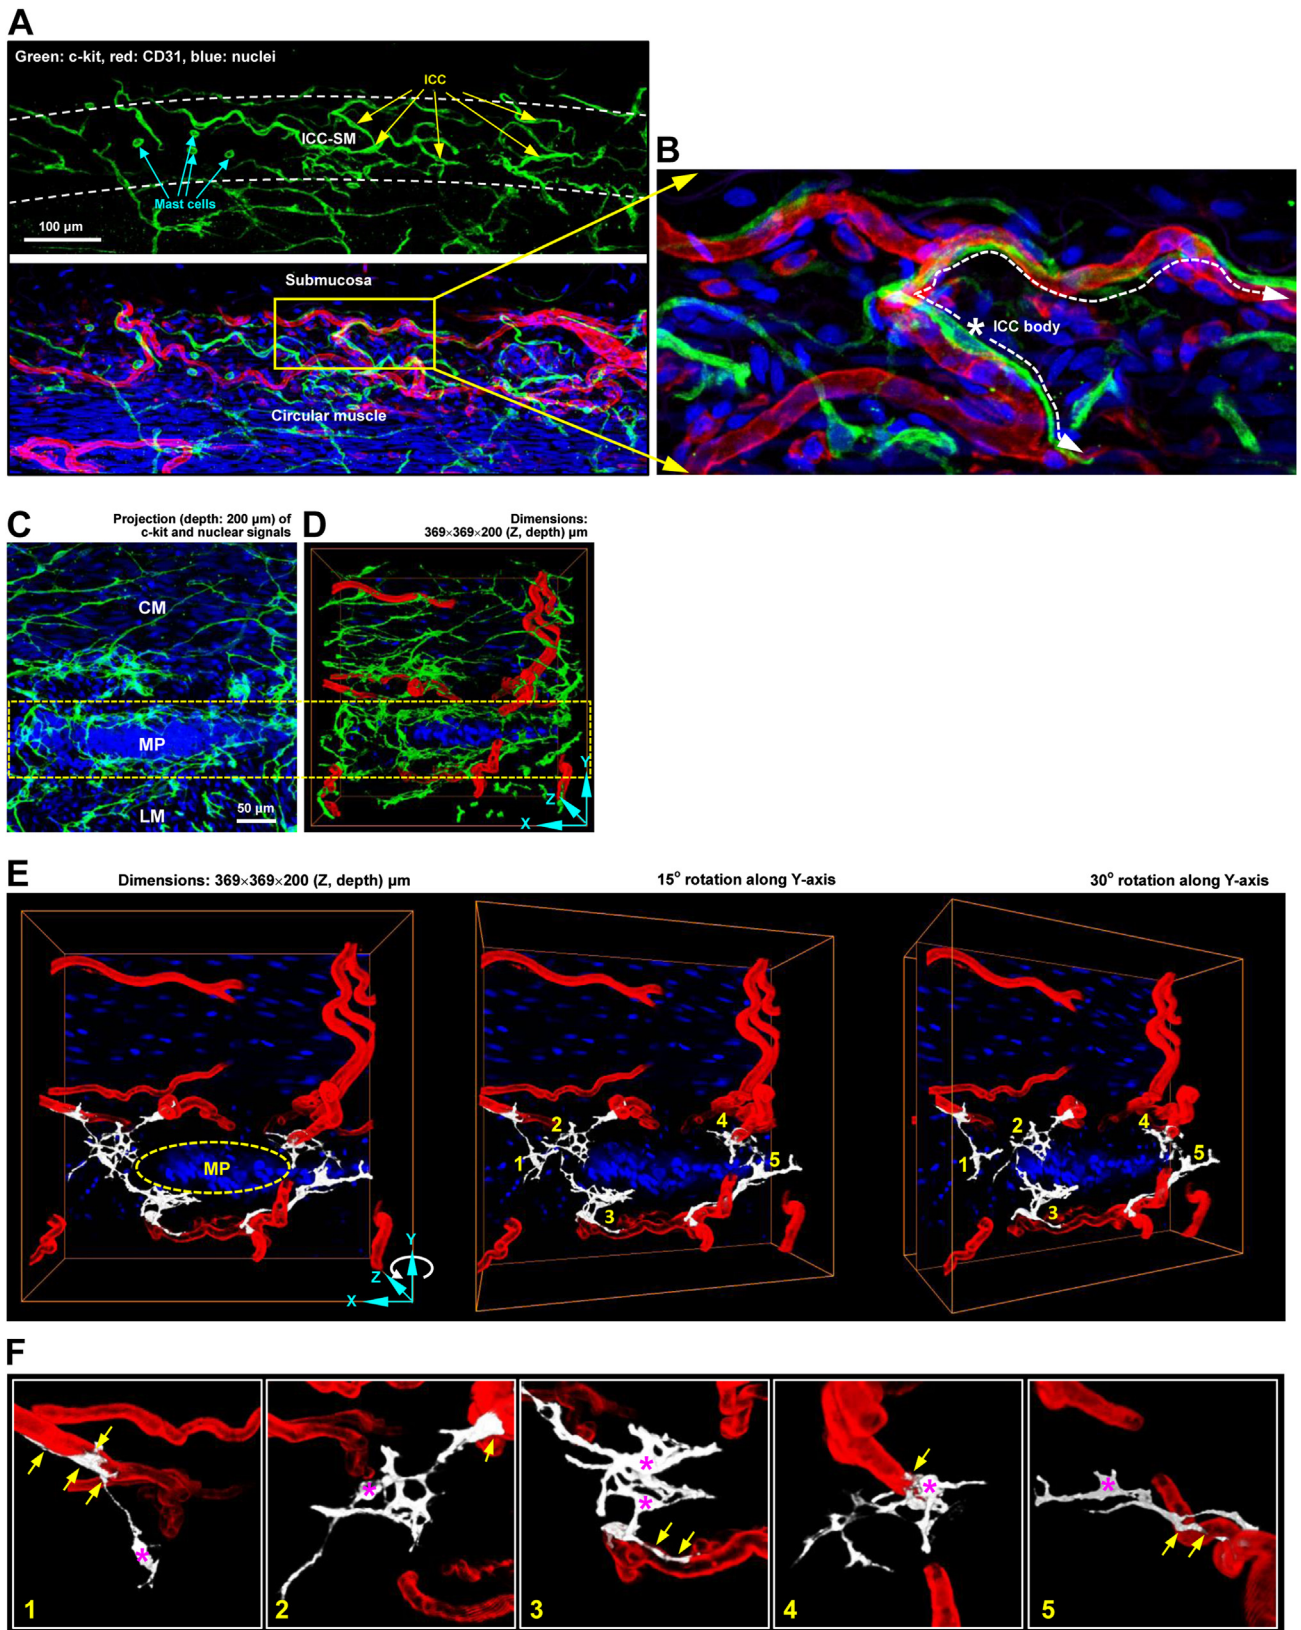 A
Green: c-kit, red: CD31, blue: nuclei
ICC
ICC-SM
Mast cells
100 µm
Submucosa
Circular muscle
B
* ICC body
C
Projection (depth: 200 µm) of
c-kit and nuclear signals
CM
MP
LM
50 µm
D
Dimensions:
369×369×200 (Z, depth) µm
Y
Z
X
E
Dimensions: 369×369×200 (Z, depth) µm
15° rotation along Y-axis
30° rotation along Y-axis
MP
Y
Z
X
1
2
3
4
5
1
2
3
4
5
F
*
1
*
2
*
*
3
*
4
*
5